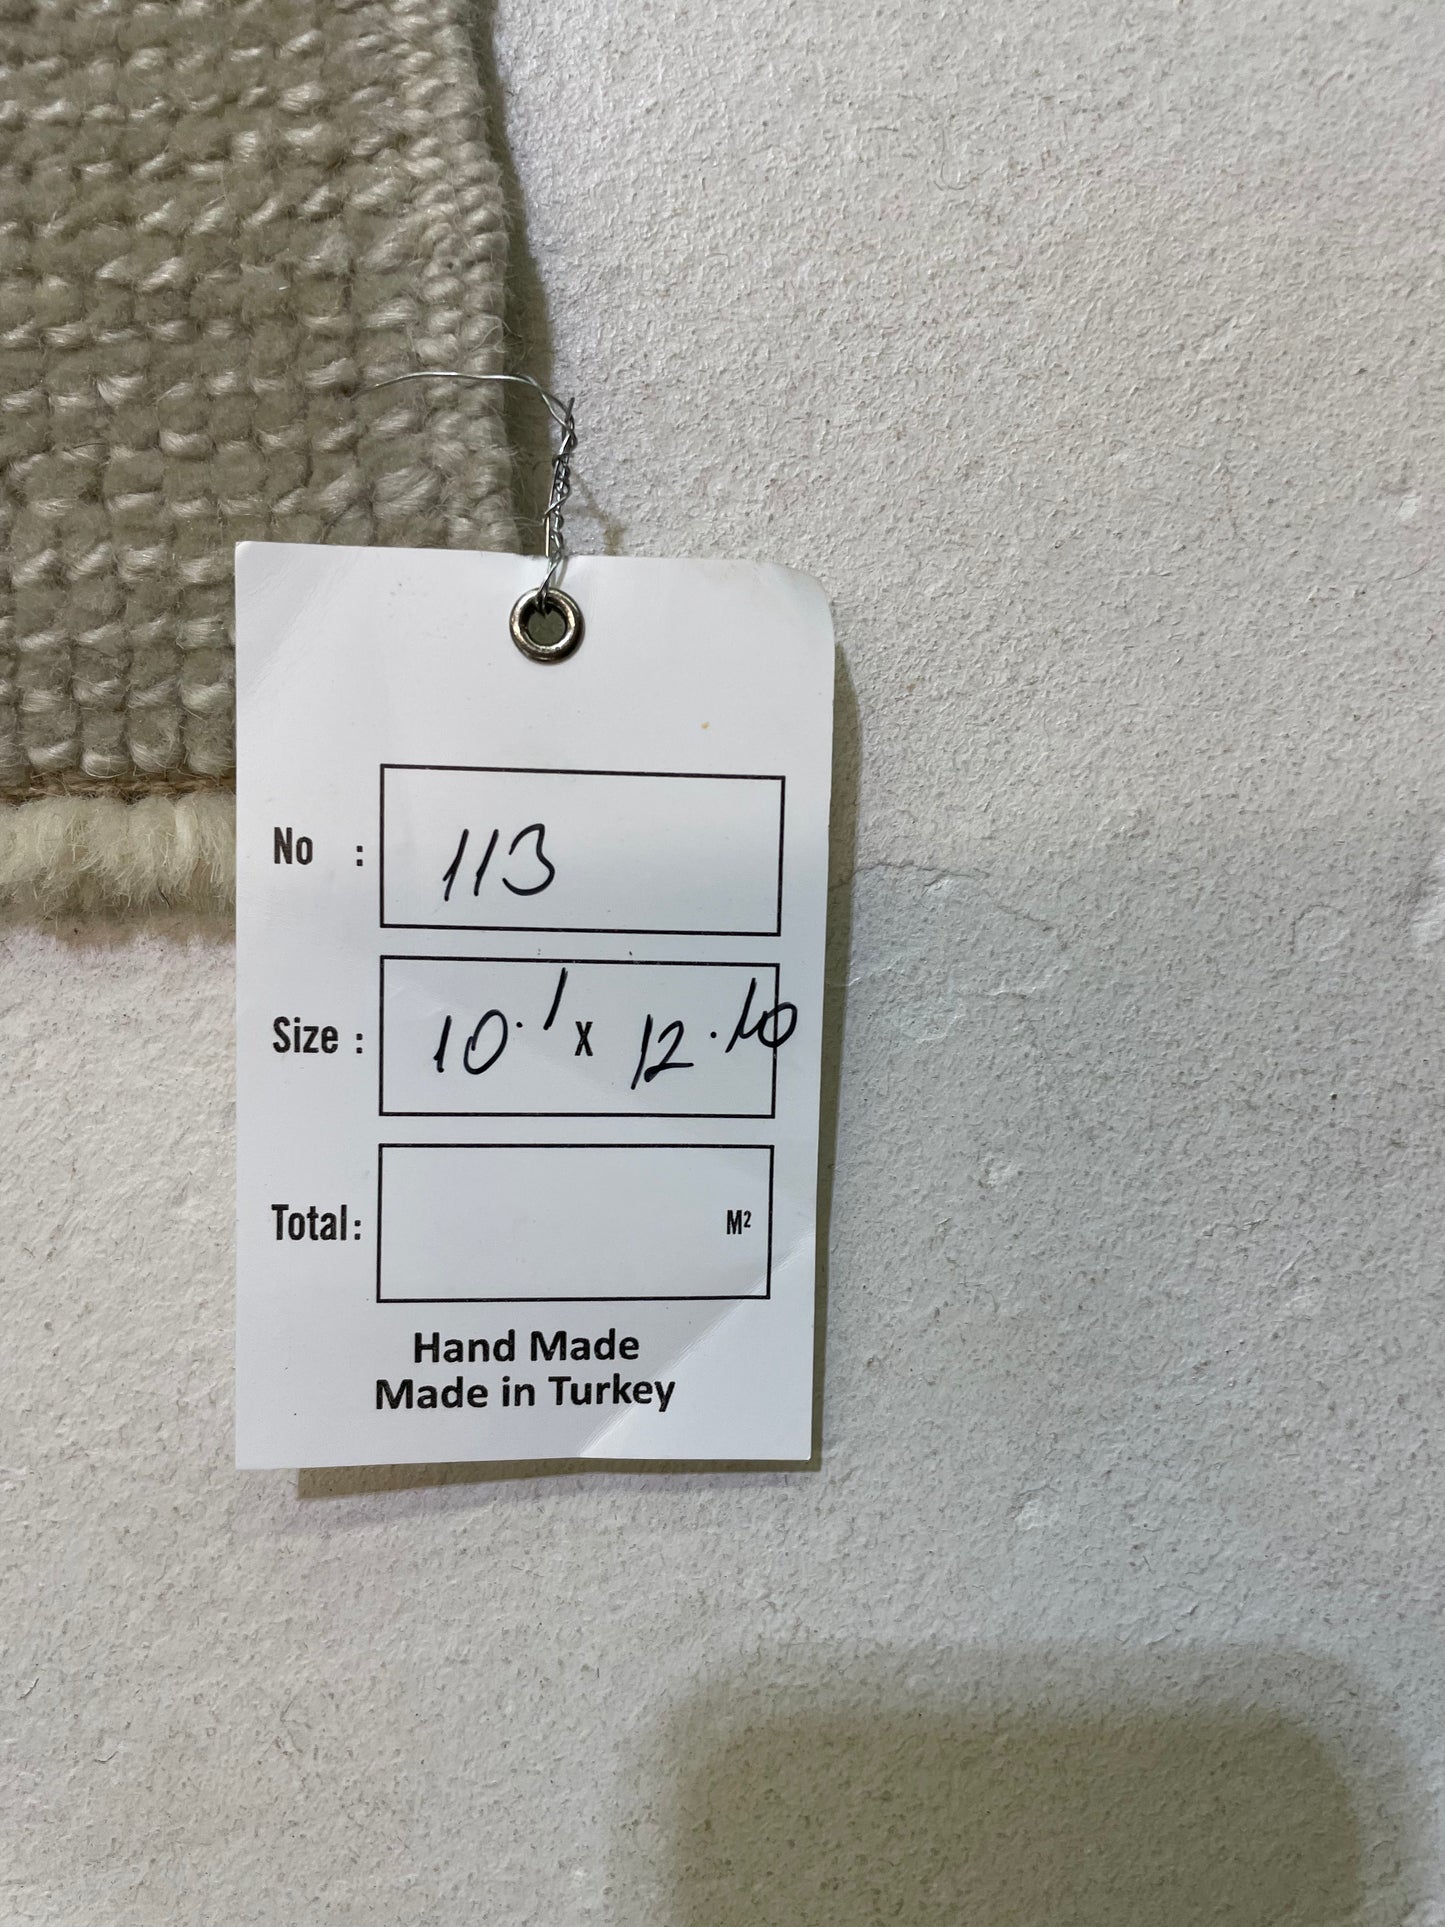 No : 113
Size : 10.1 x 12.10
Total: M²
Hand Made
Made in Turkey